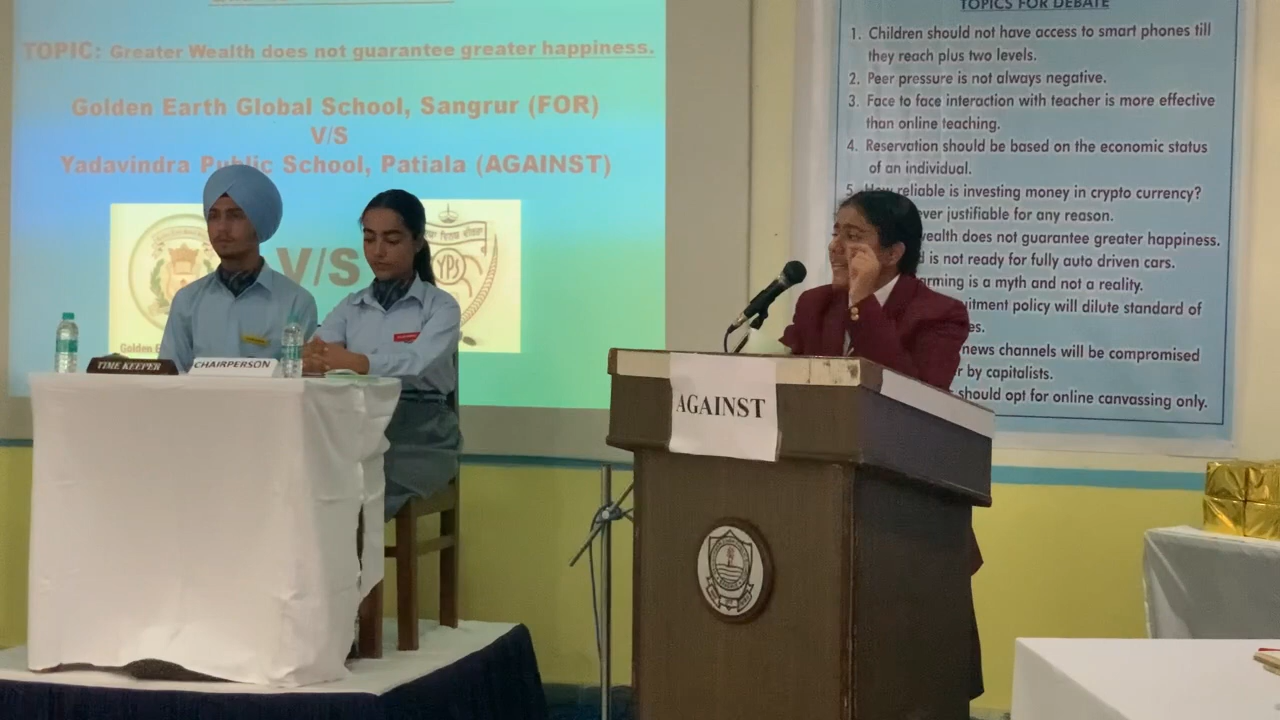 TOPIC: Greater Wealth does not guarantee greater happiness.
Golden Earth Global School, Sangrur (FOR)
V/S
Yadavindra Public School, Patiala (AGAINST)
V/S
YPS
Golden
TIME KEEPER
CHAIRPERSON
AGAINST
TOPICS FOR DEBATE
1. Children should not have access to smart phones till
they reach plus two levels.
2. Peer pressure is not always negative.
3. Face to face interaction with teacher is more effective
than online teaching.
4. Reservation should be based on the economic status
of an individual.
5. How reliable is investing money in crypto currency?
justifiable for any reason.
wealth does not guarantee greater happiness.
is not ready for fully auto driven cars.
is a myth and not a reality.
policy will dilute standard of
news channels will be compromised
by capitalists.
should opt for online canvassing only.